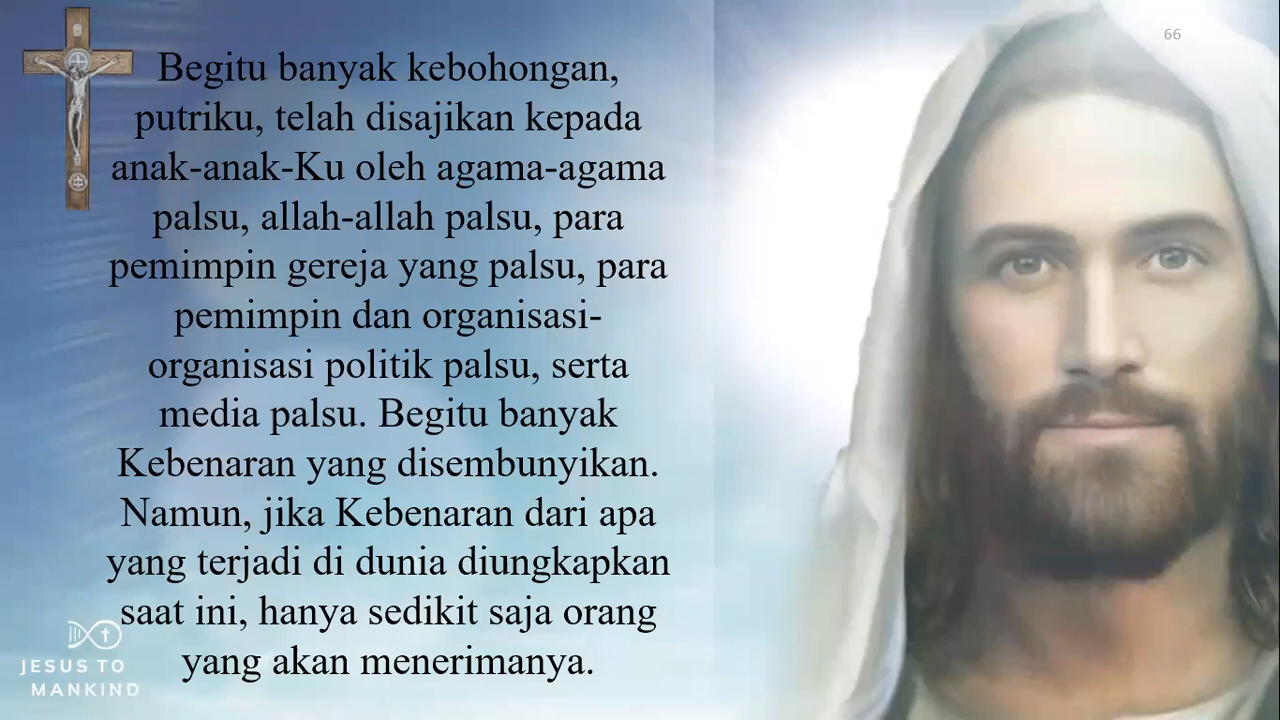 66
Begitu banyak kebohongan,
putriku, telah disajikan kepada
anak-anak-Ku oleh agama-agama
palsu, allah-allah palsu, para
pemimpin gereja yang palsu, para
pemimpin dan organisasi-
organisasi politik palsu, serta
media palsu. Begitu banyak
Kebenaran yang disembunyikan.
Namun, jika Kebenaran dari apa
yang terjadi di dunia diungkapkan
saat ini, hanya sedikit saja orang
yang akan menerimanya.
JESUS TO
MANKIND